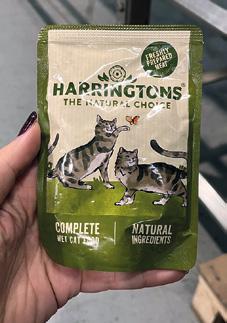 FRESHLY
PREPARED
MEAT
HARRINGTONS
THE NATURAL CHOICE
COMPLETE
WET CAT FOOD
NATURAL
INGREDIENTS